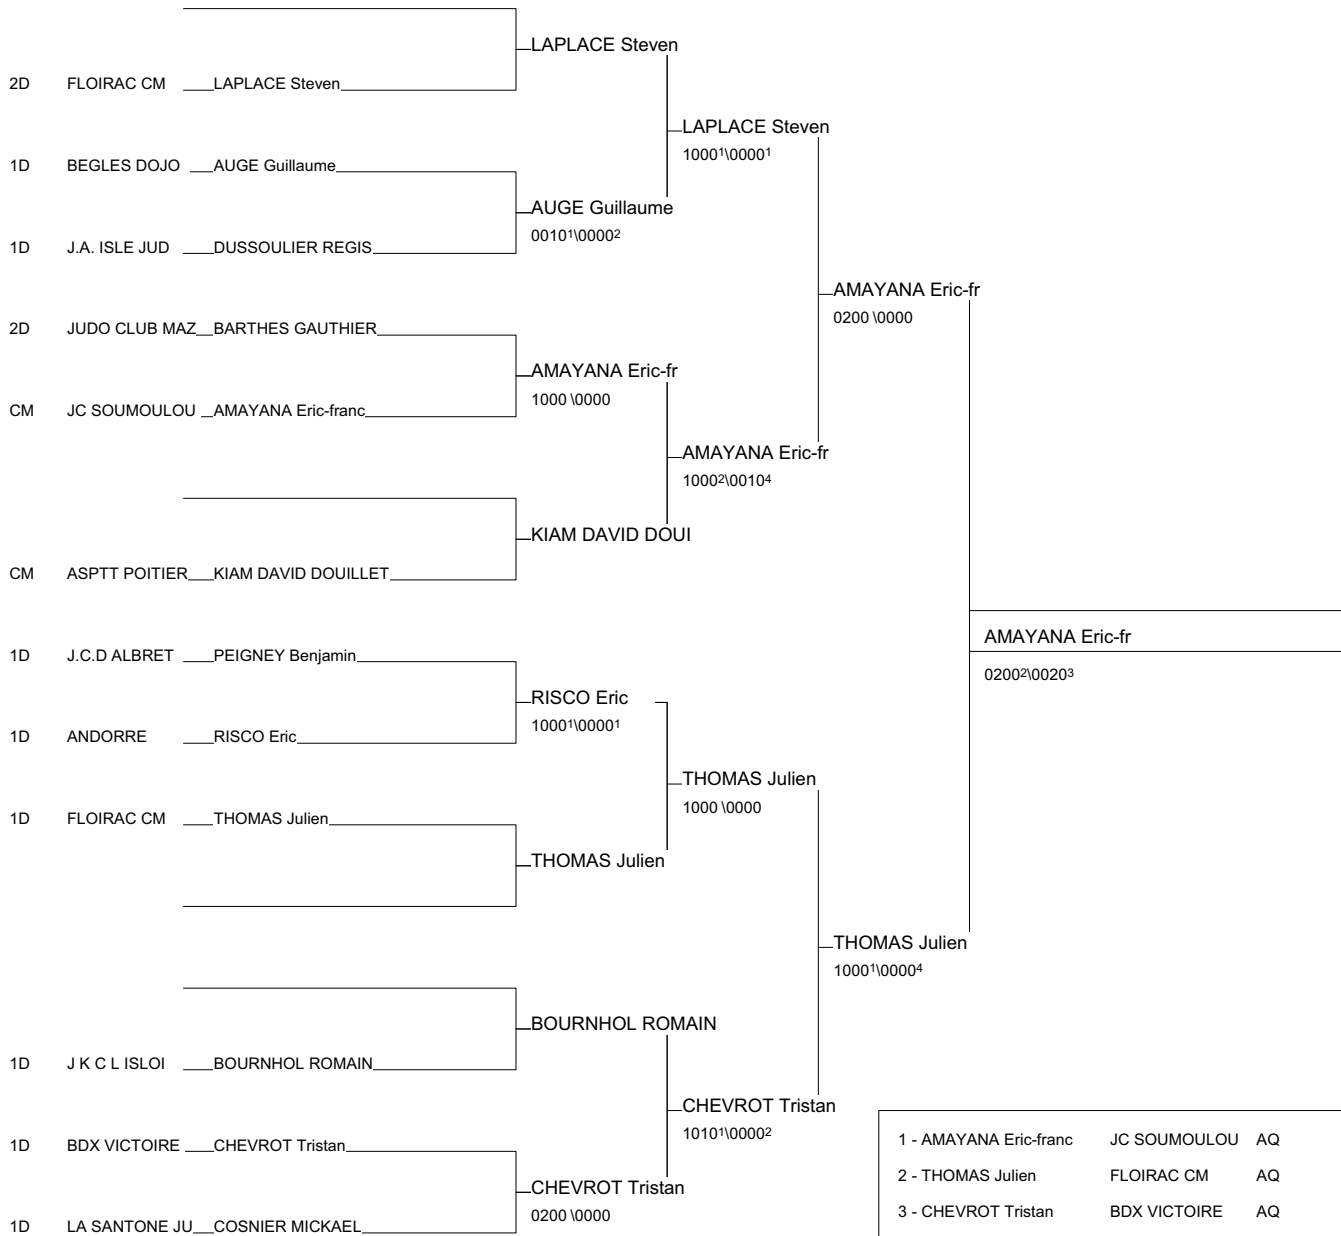 LAPLACE Steven
2D FLOIRAC CM LAPLACE Steven
LAPLACE Steven
1000¹\0000¹
1D BEGLES DOJO AUGE Guillaume
AUGE Guillaume
0010¹\0000²
1D J.A. ISLE JUD DUSSOULIER REGIS
AMAYANA Eric-fr
0200 \0000
2D JUDO CLUB MAZ BARTHES GAUTHIER
AMAYANA Eric-fr
1000 \0000
CM JC SOUMOULOU AMAYANA Eric-franc
AMAYANA Eric-fr
1000²\0010⁴
KIAM DAVID DOUI
CM ASPTT POITIER KIAM DAVID DOUILLET
AMAYANA Eric-fr
0200²\0020³
1D J.C.D ALBRET PEIGNEY Benjamin
RISCO Eric
1000¹\0000¹
1D ANDORRE RISCO Eric
THOMAS Julien
1000 \0000
1D FLOIRAC CM THOMAS Julien
THOMAS Julien
THOMAS Julien
1000¹\0000⁴
BOURNHOL ROMAIN
1D J K C L ISLOI BOURNHOL ROMAIN
CHEVROT Tristan
1010¹\0000²
1D BDX VICTOIRE CHEVROT Tristan
CHEVROT Tristan
0200 \0000
1D LA SANTONE JU COSNIER MICKAEL
1 - AMAYANA Eric-franc JC SOUMOULOU AQ
2 - THOMAS Julien FLOIRAC CM AQ
3 - CHEVROT Tristan BDX VICTOIRE AQ